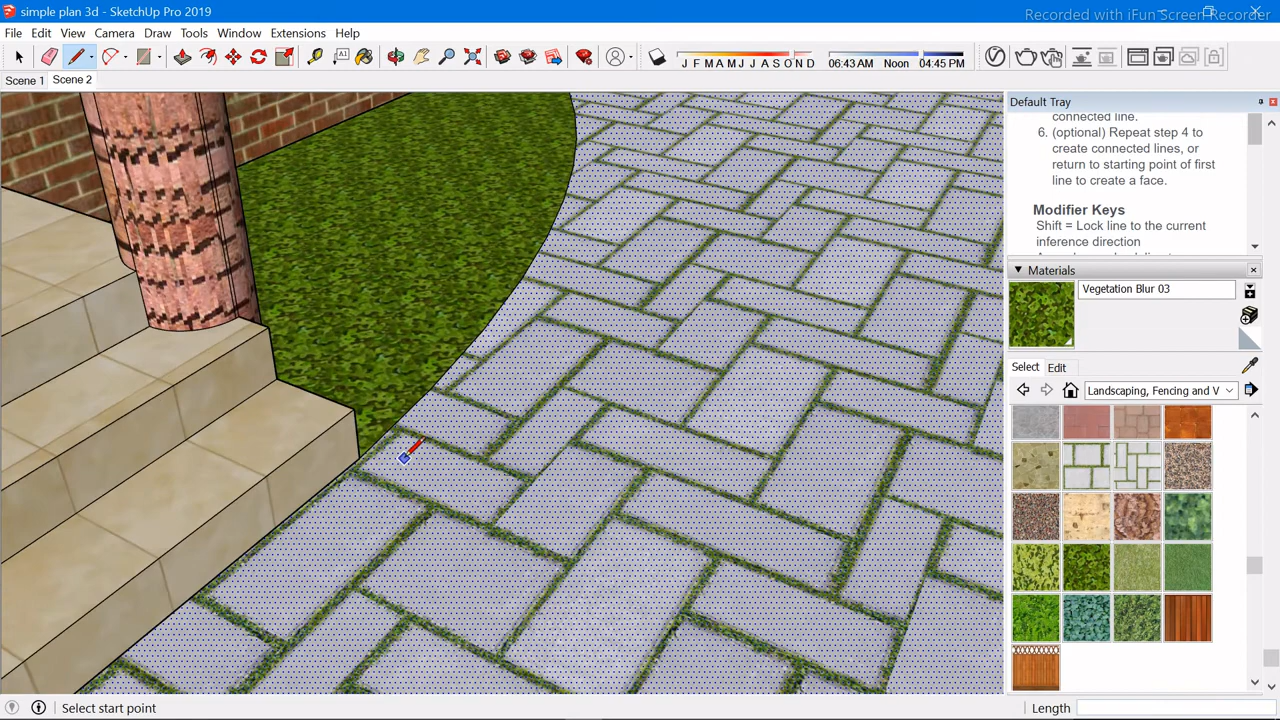 simple plan 3d - SketchUp Pro 2019
Recorded with iFun Screen Recorder
File Edit View Camera Draw Tools Window Extensions Help
J F M A M J J A S O N D 06:43 AM Noon 04:45 PM
Scene 1 Scene 2
Default Tray
connected line.
6. (optional) Repeat step 4 to
create connected lines, or
return to starting point of first
line to create a face.
Modifier Keys
Shift = Lock line to the current
inference direction
Materials
Vegetation Blur 03
Select Edit
Landscaping, Fencing and V
Select start point
Length